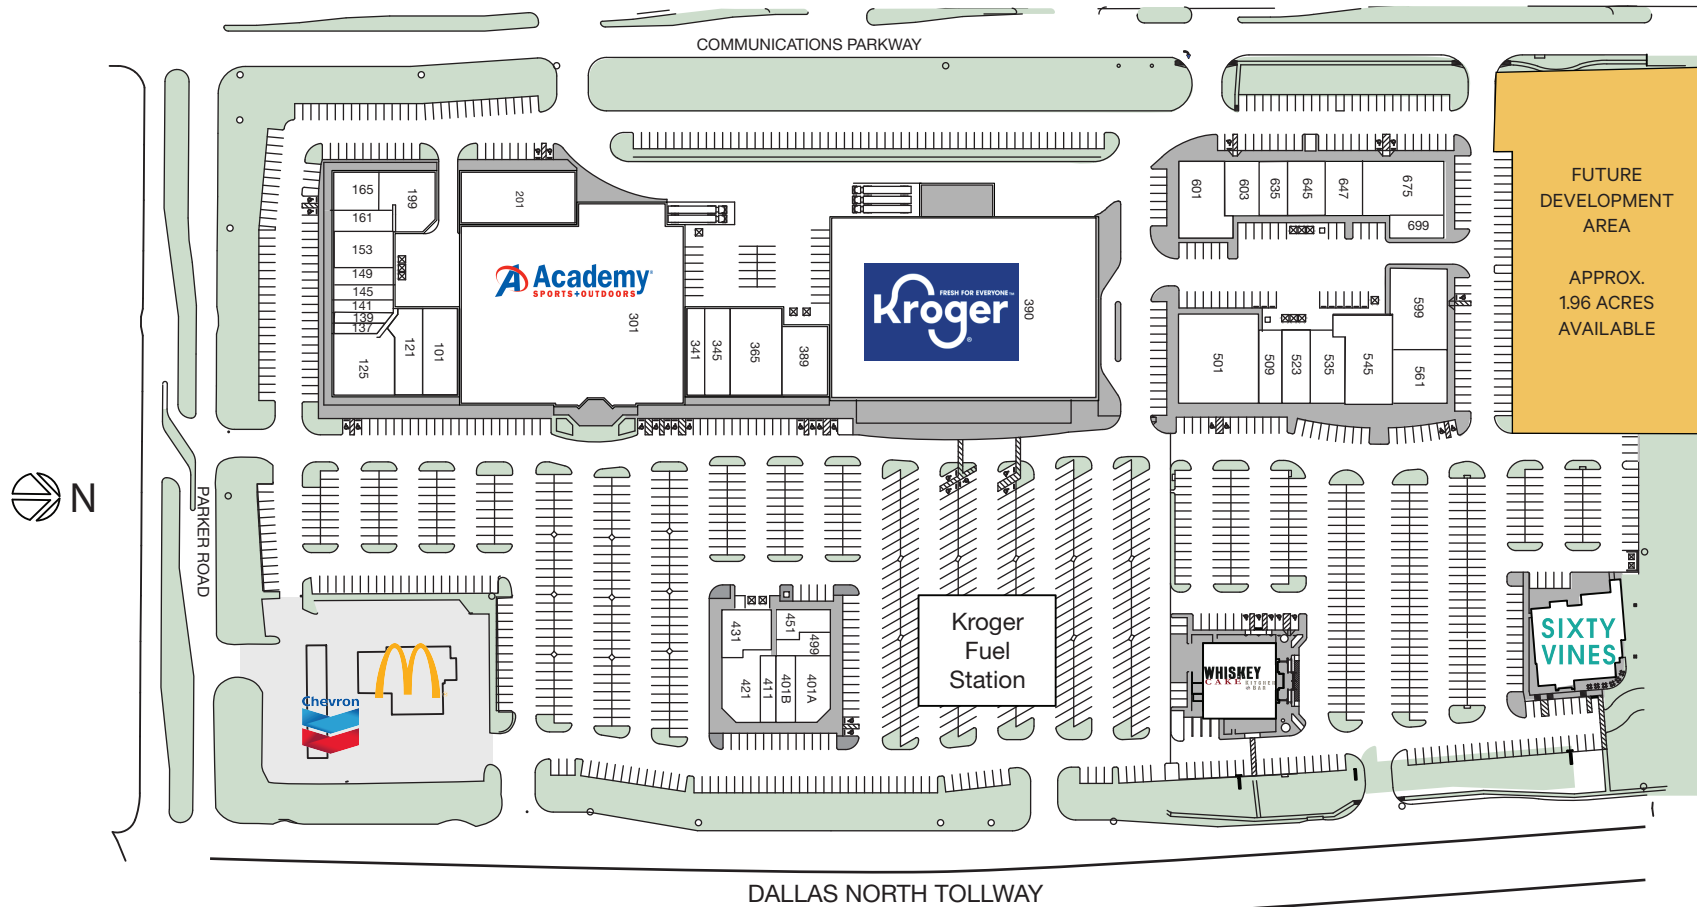 COMMUNICATIONS PARKWAY
165
199
161
153
149
145
141
139
137
125
121
101
201
Academy
SPORTS+OUTDOORS
301
341
345
365
389
FRESH FOR EVERYONE™
Kroger
390
601
603
635
645
647
675
699
599
501
509
523
535
545
561
FUTURE
DEVELOPMENT
AREA
APPROX.
1.96 ACRES
AVAILABLE
N
PARKER ROAD
Chevron
431
451
499
421
411
401B
401A
Kroger
Fuel
Station
WHISKEY
CAKE KITCHEN
& BAR
SIXTY
VINES
DALLAS NORTH TOLLWAY